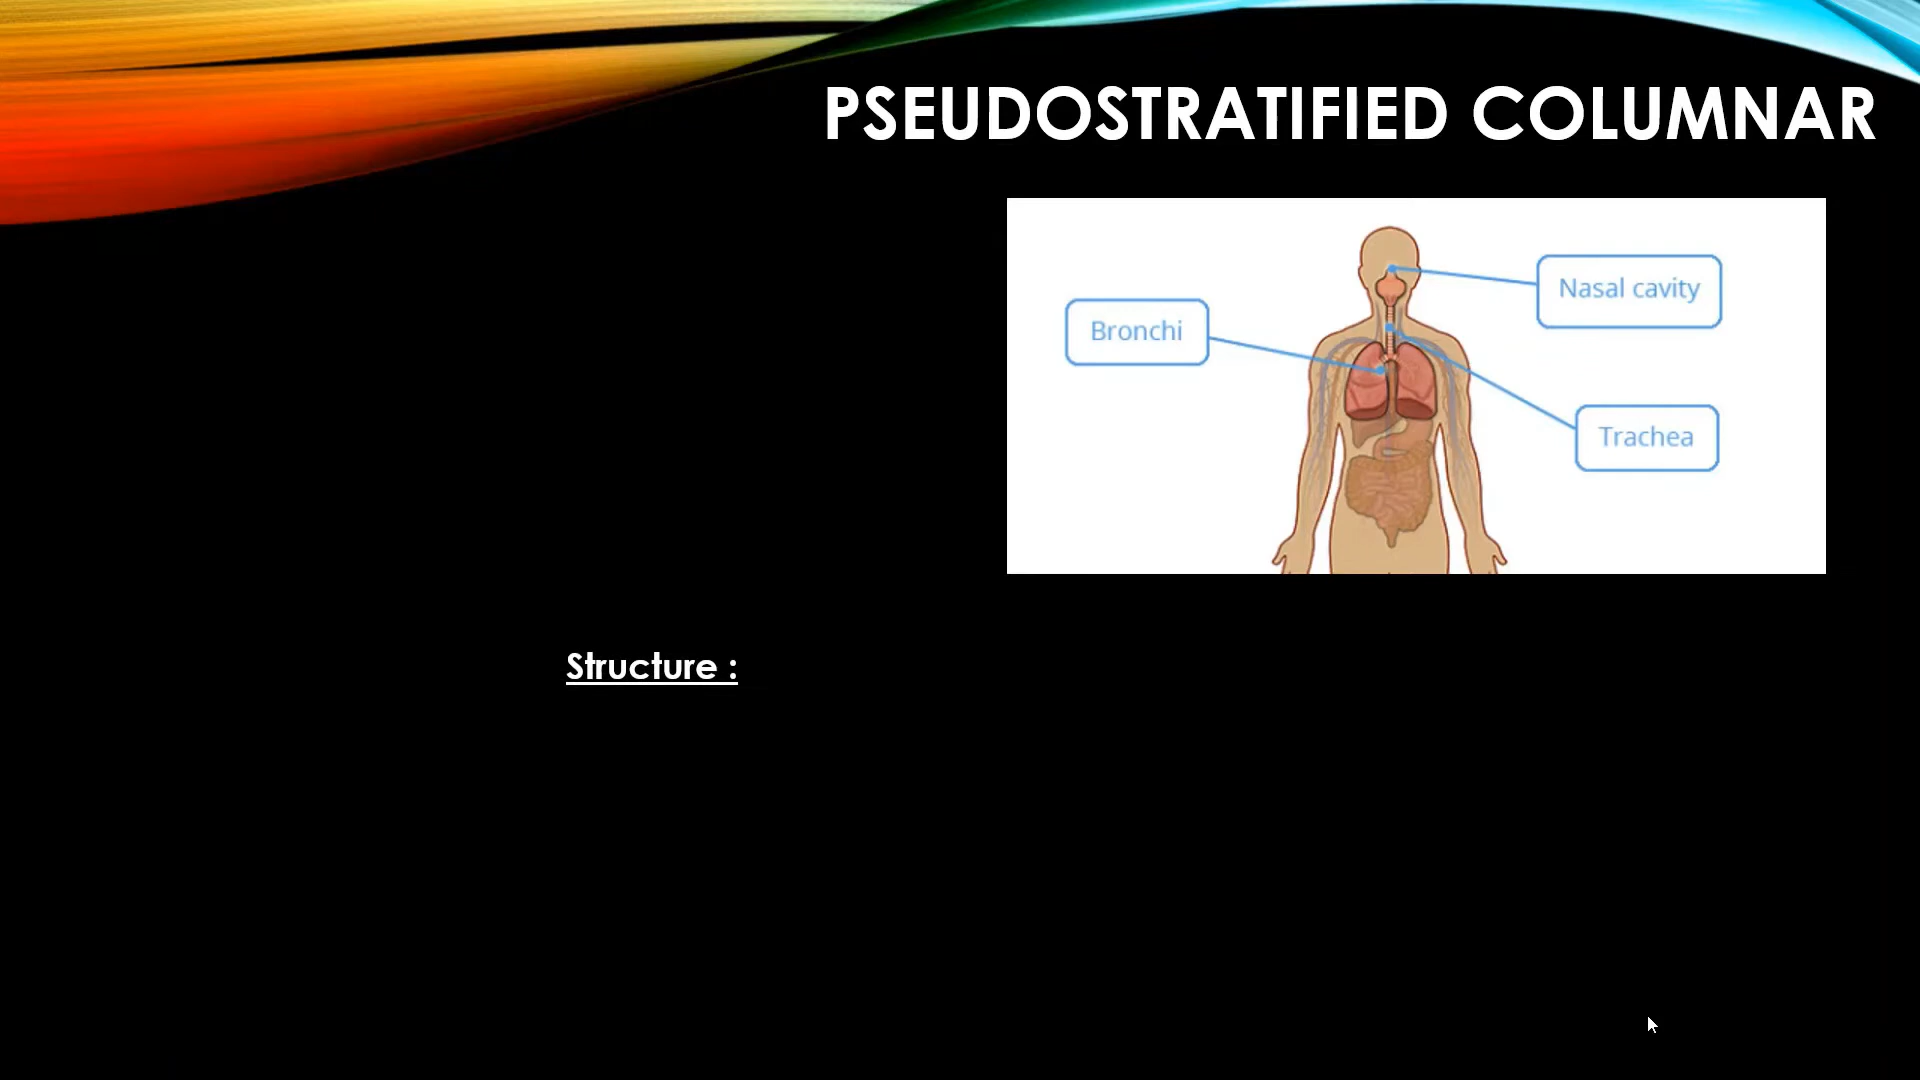 PSEUDOSTRATIFIED COLUMNAR
Nasal cavity
Bronchi
Trachea
Structure :